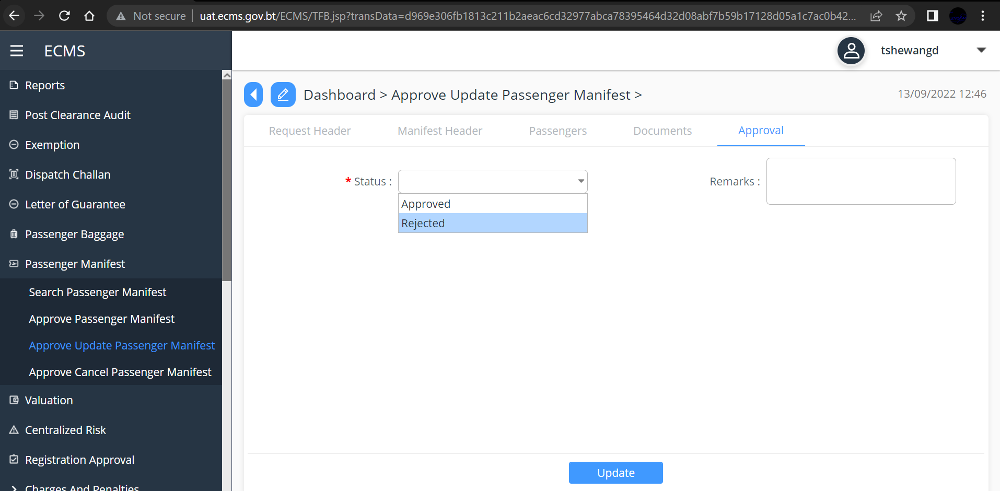 Not secure
uat.ecms.gov.bt/ECMS/TFB.jsp?transData=d969e306fb1813c211b2aeac6cd32977abca78395464d32d08abf7b59b17128d05a1c7ac0b42...
ECMS
tshewangd
Reports
Post Clearance Audit
Exemption
Dispatch Challan
Letter of Guarantee
Passenger Baggage
Passenger Manifest
Search Passenger Manifest
Approve Passenger Manifest
Approve Update Passenger Manifest
Approve Cancel Passenger Manifest
Valuation
Centralized Risk
Registration Approval
Charges And Penalties
Dashboard > Approve Update Passenger Manifest >
13/09/2022 12:46
Request Header
Manifest Header
Passengers
Documents
Approval
* Status :
Approved
Rejected
Remarks :
Update